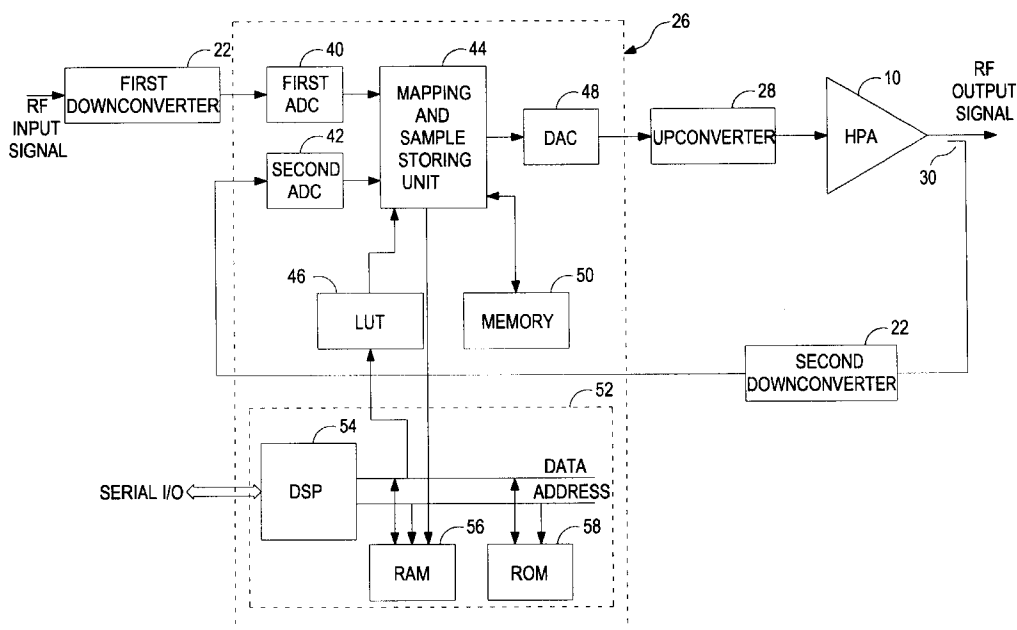 26
22
FIRST
DOWNCONVERTER
RF
INPUT
SIGNAL
40
FIRST
ADC
42
SECOND
ADC
44
MAPPING
AND
SAMPLE
STORING
UNIT
48
DAC
28
UPCONVERTER
10
HPA
RF
OUTPUT
SIGNAL
30
46
LUT
50
MEMORY
22
SECOND
DOWNCONVERTER
52
54
DSP
SERIAL I/O
DATA
ADDRESS
56
RAM
58
ROM